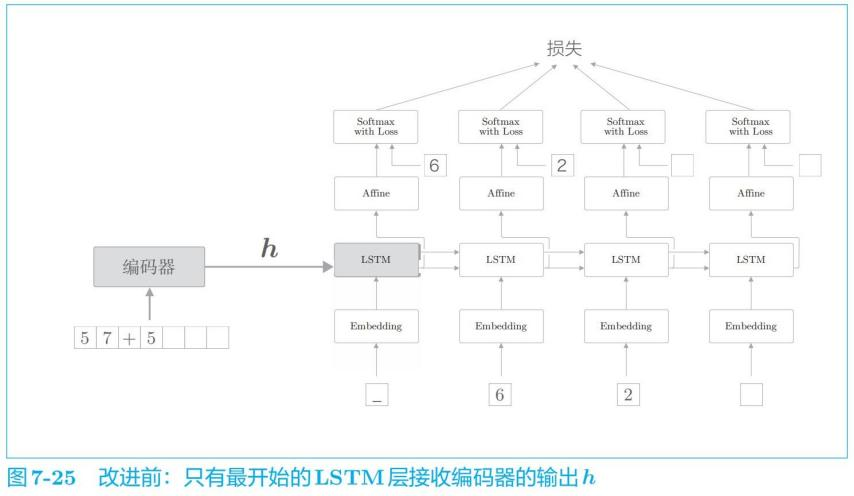 损失
Softmax with Loss Softmax with Loss Softmax with Loss Softmax with Loss
6 2
Affine Affine Affine Affine
h
编码器 LSTM LSTM LSTM LSTM
5 7 + 5
Embedding Embedding Embedding Embedding
_ 6 2
图7-25 改进前：只有最开始的LSTM层接收编码器的输出h